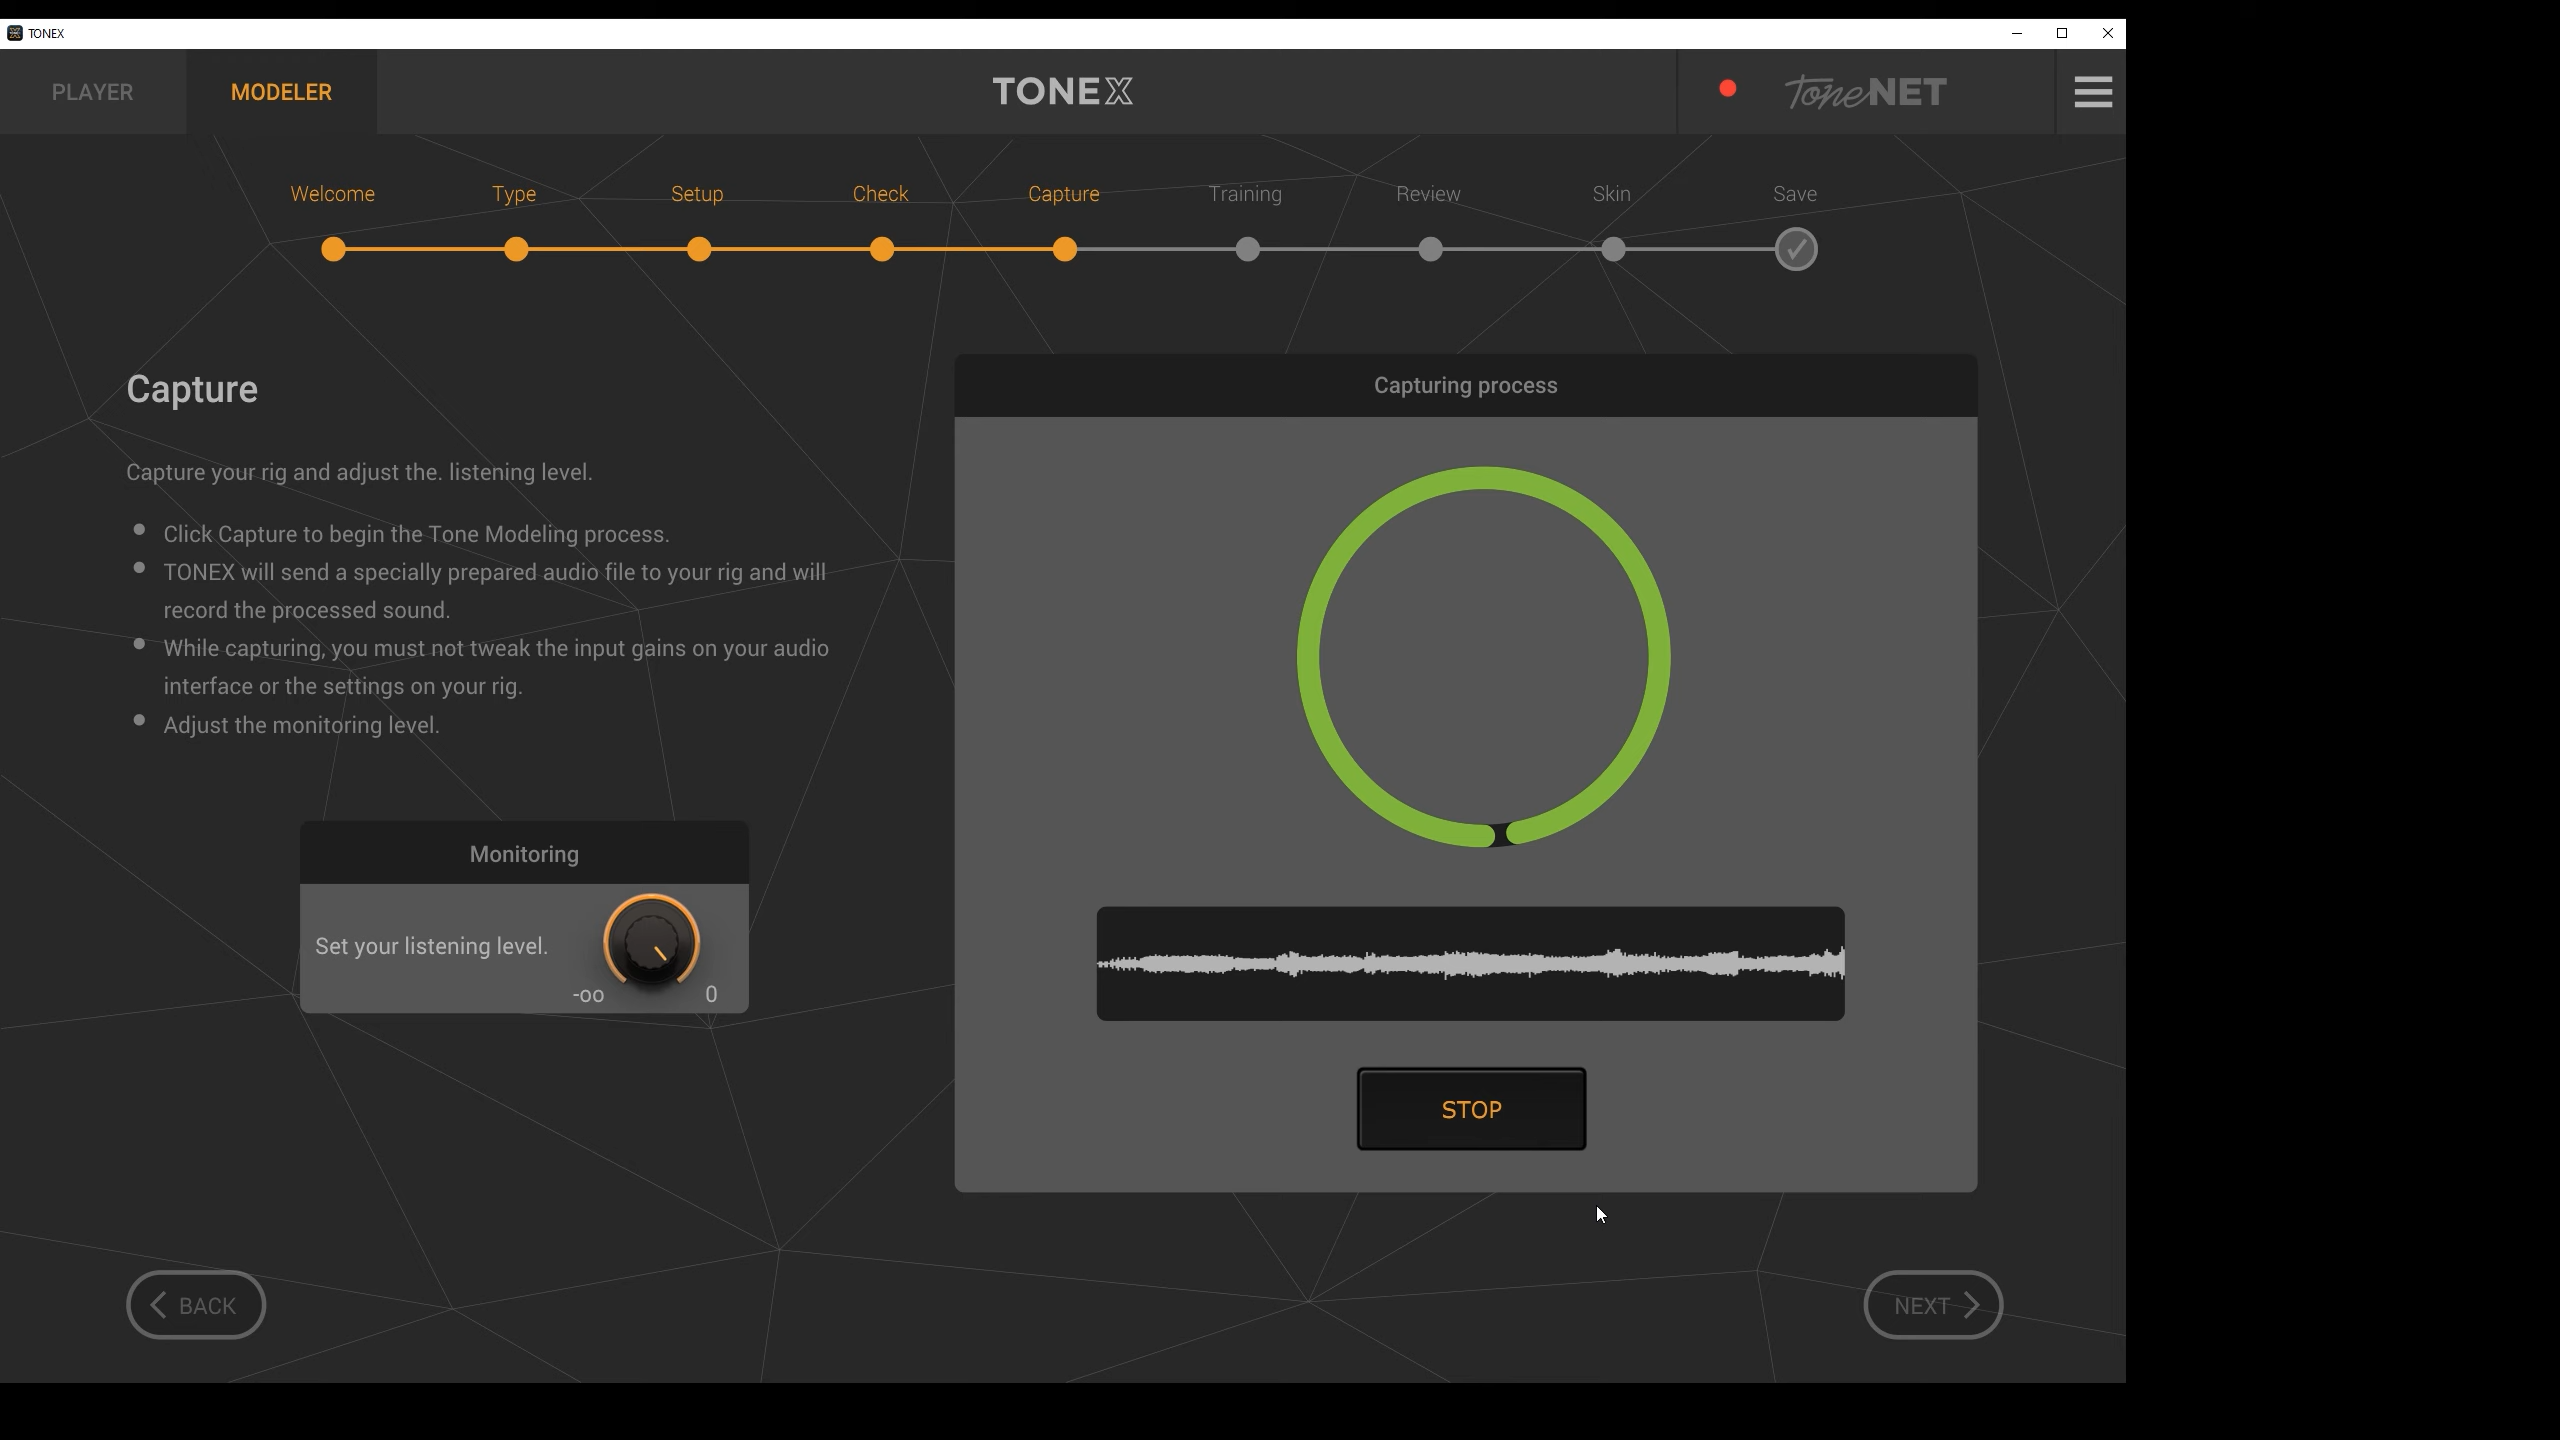 TONEX
PLAYER
MODELER
TONEX
ToneNET
Welcome
Type
Setup
Check
Capture
Training
Review
Skin
Save
Capture
Capture your rig and adjust the. listening level.
Click Capture to begin the Tone Modeling process.
TONEX will send a specially prepared audio file to your rig and will
record the processed sound.
While capturing, you must not tweak the input gains on your audio
interface or the settings on your rig.
Adjust the monitoring level.
Monitoring
Set your listening level.
-oo
0
Capturing process
STOP
BACK
NEXT